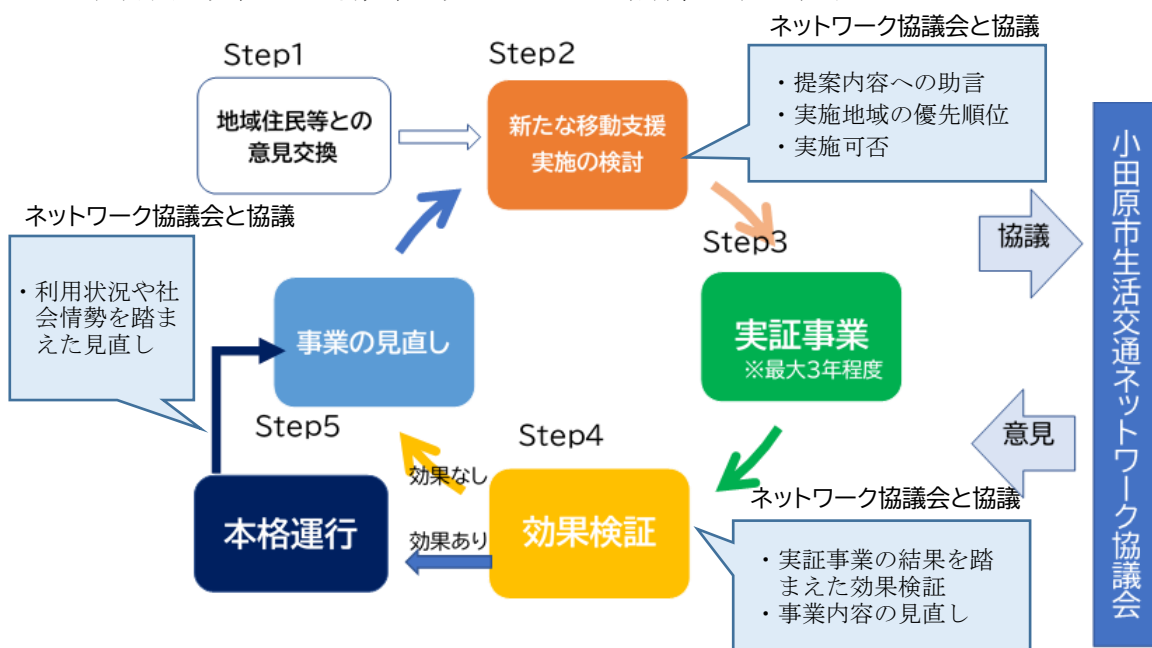 Step1
地域住民等との
意見交換
Step2
新たな移動支援
実施の検討
ネットワーク協議会と協議
・提案内容への助言
・実施地域の優先順位
・実施可否
Step3
実証事業
※最大3年程度
協議
意見
小田原市生活交通ネットワーク協議会
ネットワーク協議会と協議
・利用状況や社
会情勢を踏ま
えた見直し
事業の見直し
Step5
本格運行
効果なし
効果あり
Step4
効果検証
ネットワーク協議会と協議
・実証事業の結果を踏
まえた効果検証
・事業内容の見直し